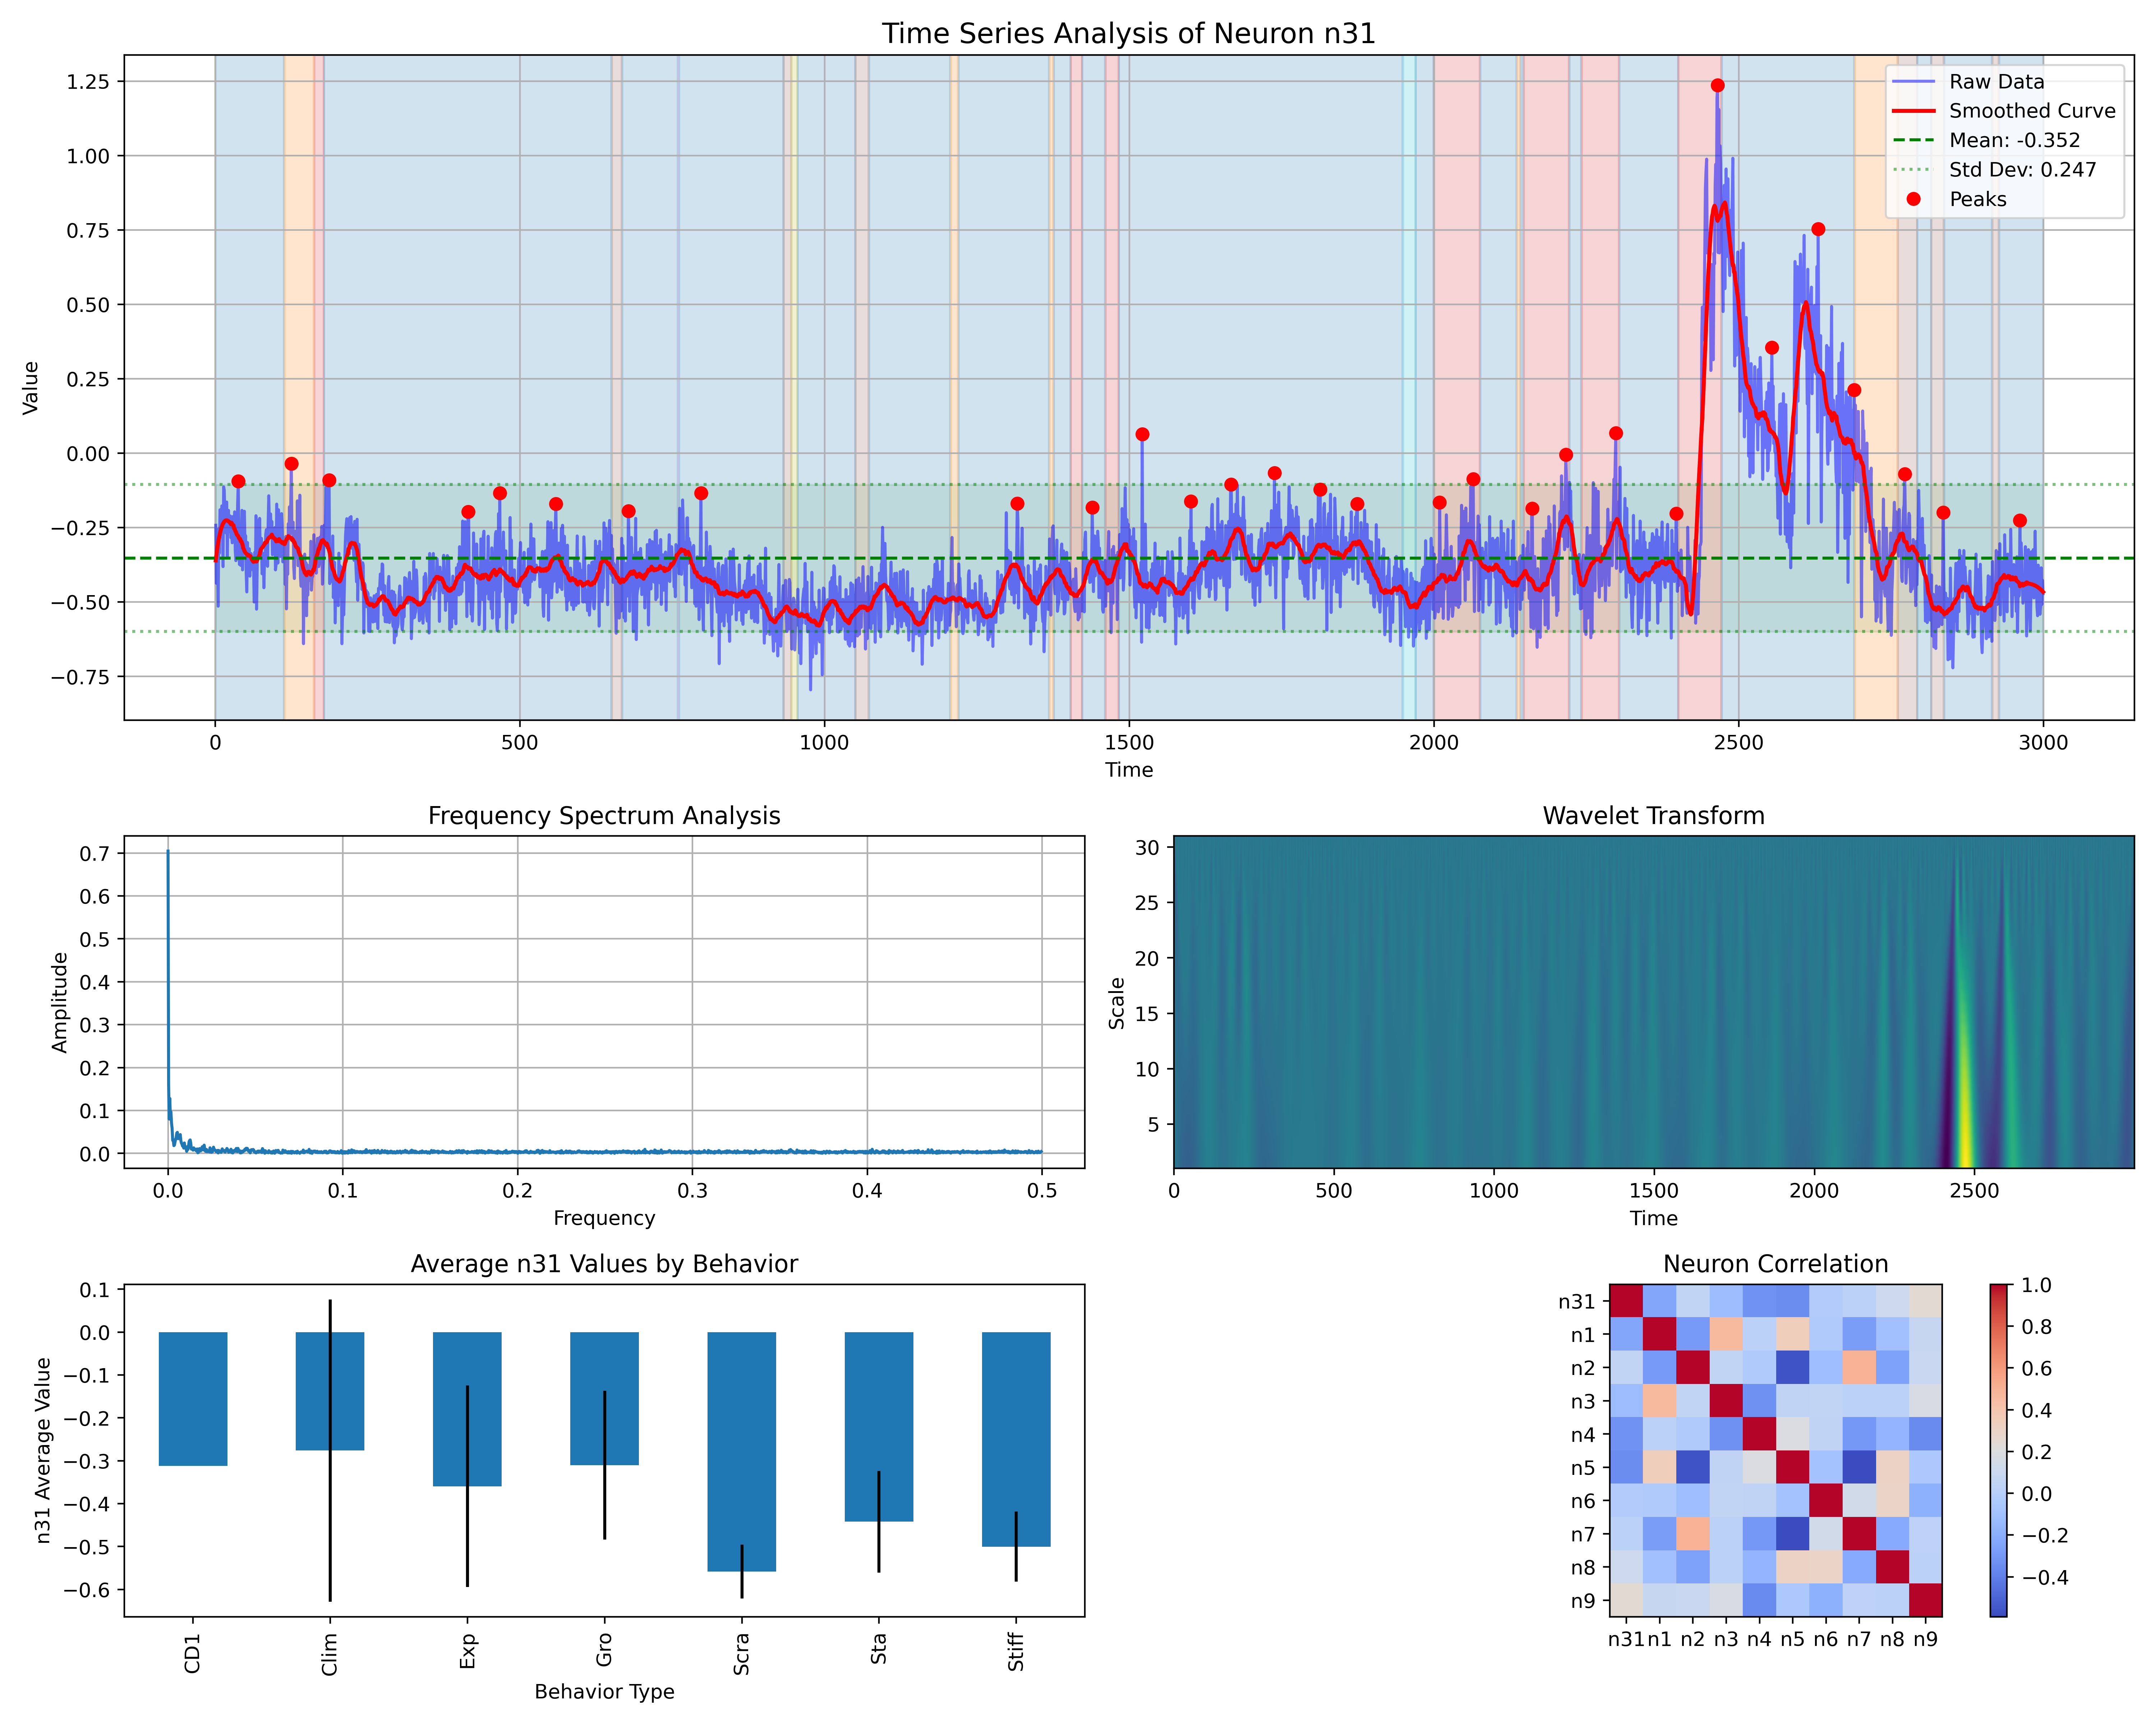 Time Series Analysis of Neuron n31
Value
1.25
1.00
0.75
0.50
0.25
0.00
−0.25
−0.50
−0.75
Raw Data
Smoothed Curve
Mean: -0.352
Std Dev: 0.247
Peaks
0 500 1000 1500 2000 2500 3000
Time
Frequency Spectrum Analysis
Amplitude
0.7
0.6
0.5
0.4
0.3
0.2
0.1
0.0
0.0 0.1 0.2 0.3 0.4 0.5
Frequency
Wavelet Transform
Scale
30
25
20
15
10
5
0 500 1000 1500 2000 2500
Time
Average n31 Values by Behavior
n31 Average Value
0.1
0.0
−0.1
−0.2
−0.3
−0.4
−0.5
−0.6
CD1 Clim Exp Gro Scra Sta Stiff
Behavior Type
Neuron Correlation
n31
n1
n2
n3
n4
n5
n6
n7
n8
n9
n31 n1 n2 n3 n4 n5 n6 n7 n8 n9
1.0
0.8
0.6
0.4
0.2
0.0
−0.2
−0.4